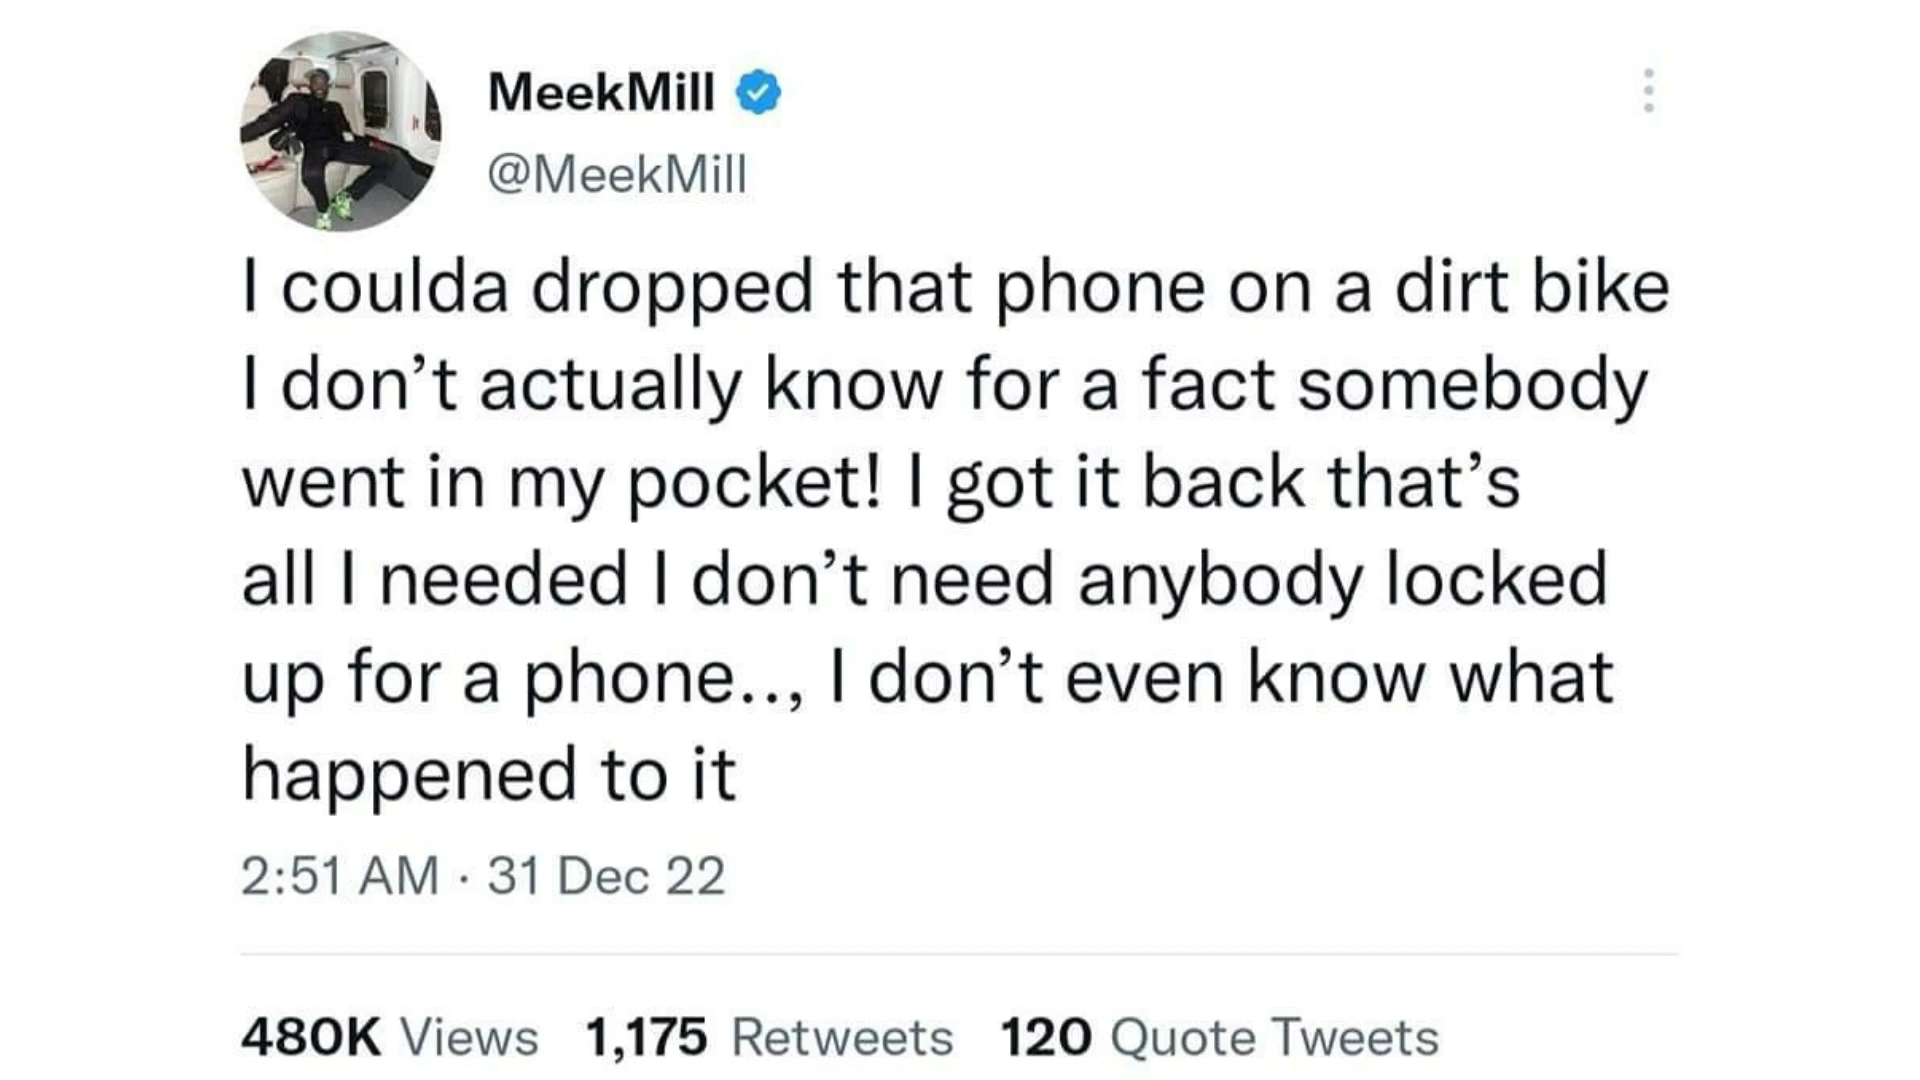 MeekMill
@MeekMill
I coulda dropped that phone on a dirt bike
I don’t actually know for a fact somebody
went in my pocket! I got it back that’s
all I needed I don’t need anybody locked
up for a phone.., I don’t even know what
happened to it
2:51 AM · 31 Dec 22
480K Views 1,175 Retweets 120 Quote Tweets